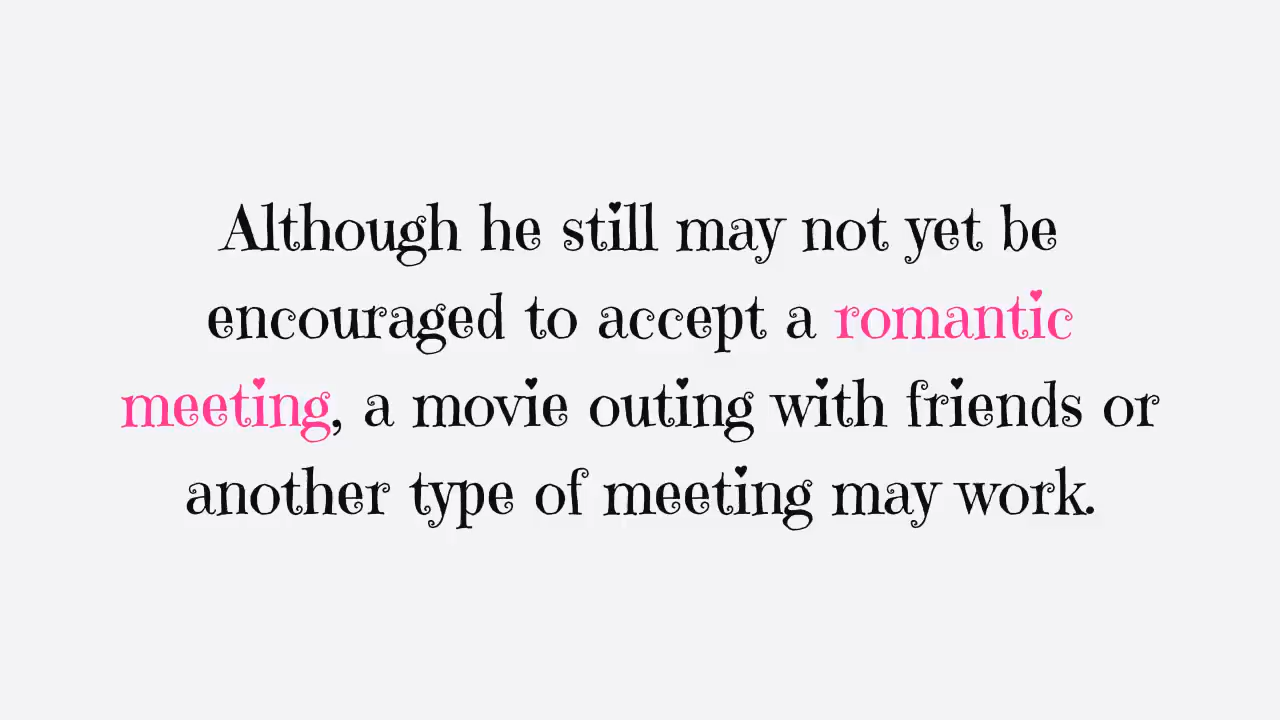 Although he still may not yet be
encouraged to accept a romantic
meeting, a movie outing with friends or
another type of meeting may work.